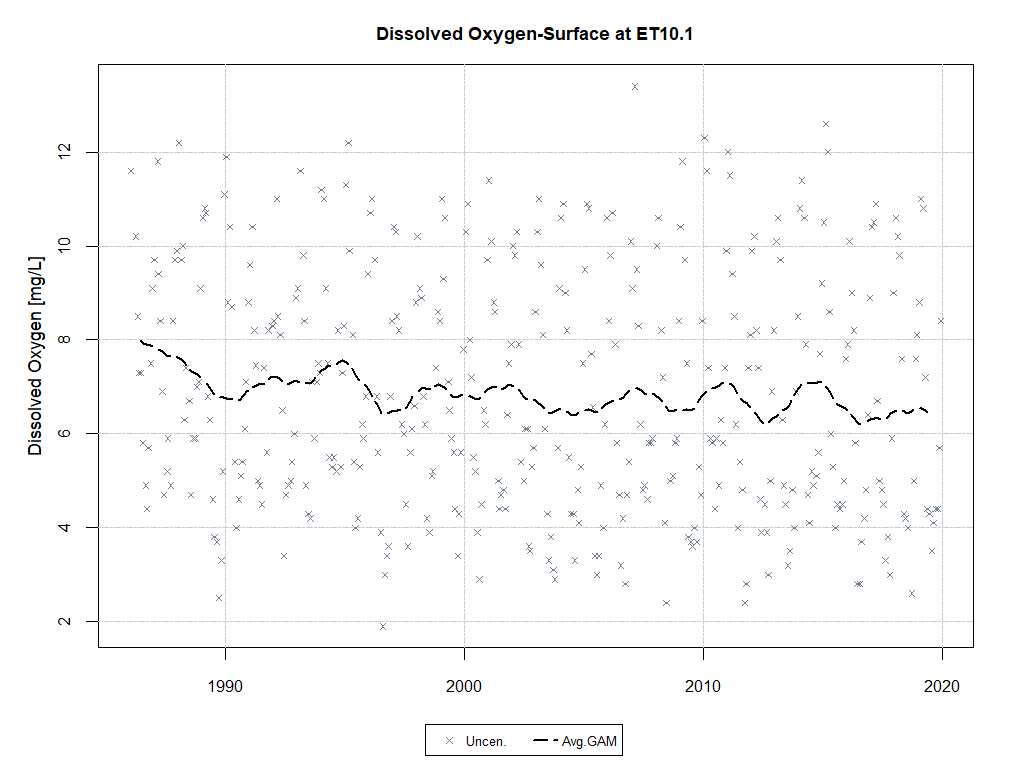 Dissolved Oxygen-Surface at ET10.1
Dissolved Oxygen [mg/L]
12
10
8
6
4
2
1990 2000 2010 2020
Uncen. Avg.GAM